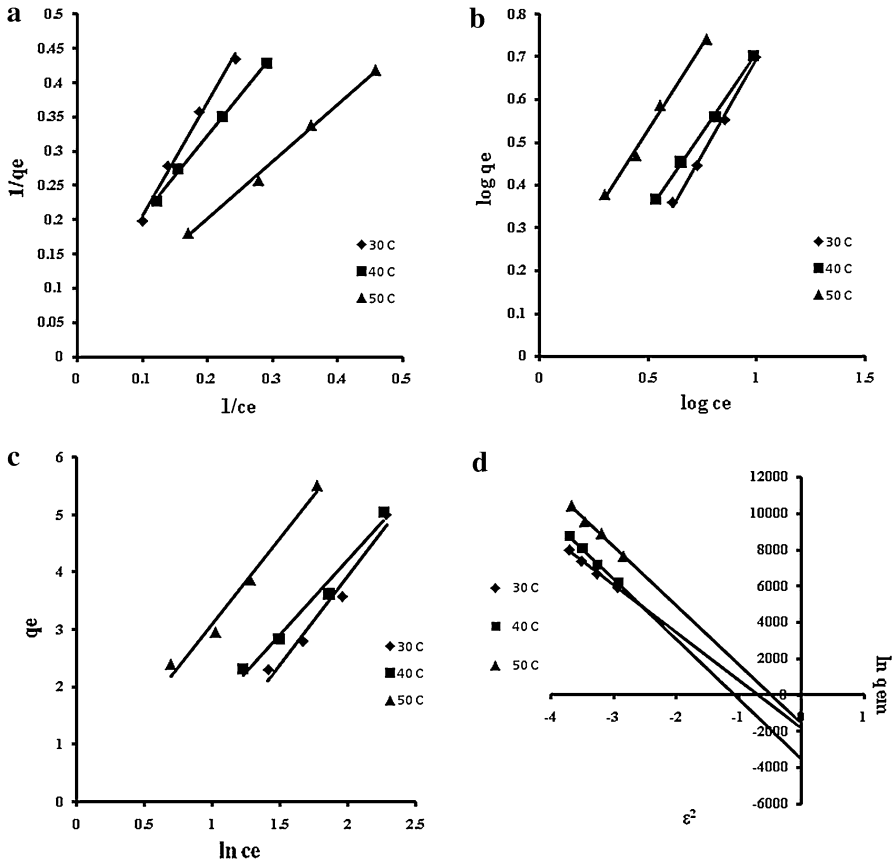 a
0.5
0.45
0.4
0.35
0.3
0.25
0.2
0.15
0.1
0.05
0
1/qe
0.1
0.2
0.3
0.4
0.5
1/ce
30 C
40 C
50 C
b
0.8
0.7
0.6
0.5
0.4
0.3
0.2
0.1
0
log qe
0
0.5
1
1.5
log ce
30 C
40 C
50 C
c
6
5
4
3
2
1
0
qe
0
0.5
1
1.5
2
2.5
ln ce
30 C
40 C
50 C
d
12000
10000
8000
6000
4000
2000
0
-2000
-4000
-6000
ln qem
-4
-3
-2
-1
1
ε²
30 C
40 C
50 C